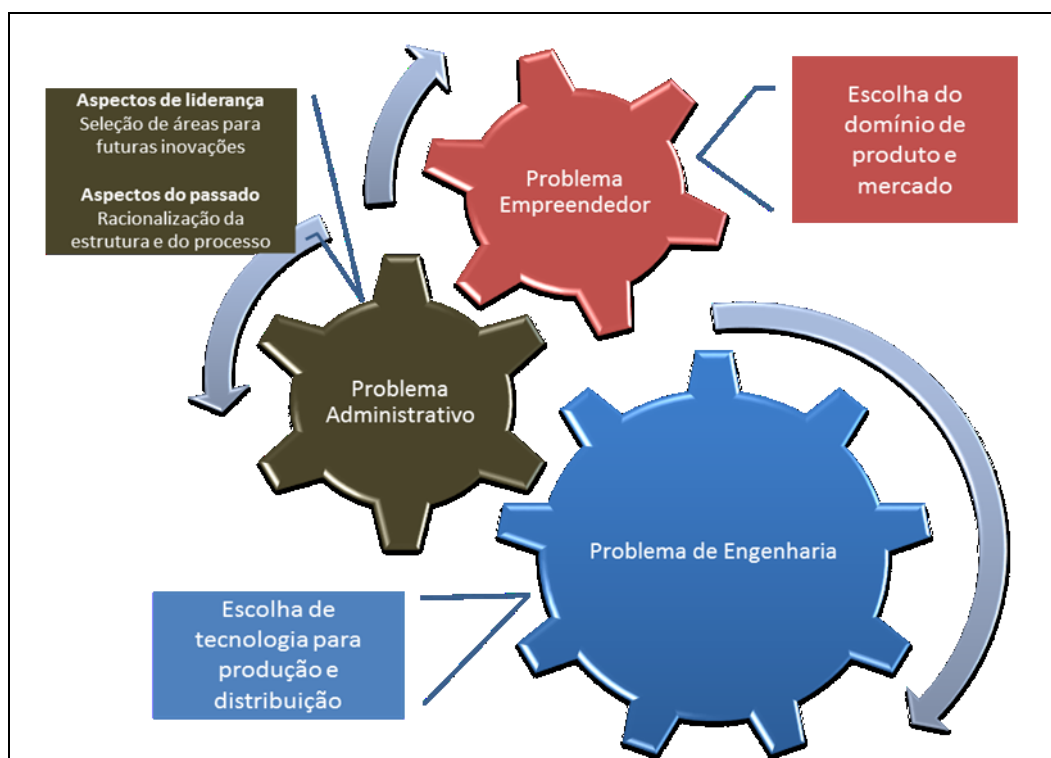 Aspectos de liderança
Seleção de áreas para
futuras inovações
Aspectos do passado
Racionalização da
estrutura e do processo
Problema
Empreendedor
Escolha do
domínio de
produto e
mercado
Problema
Administrativo
Problema de Engenharia
Escolha de
tecnologia para
produção e
distribuição